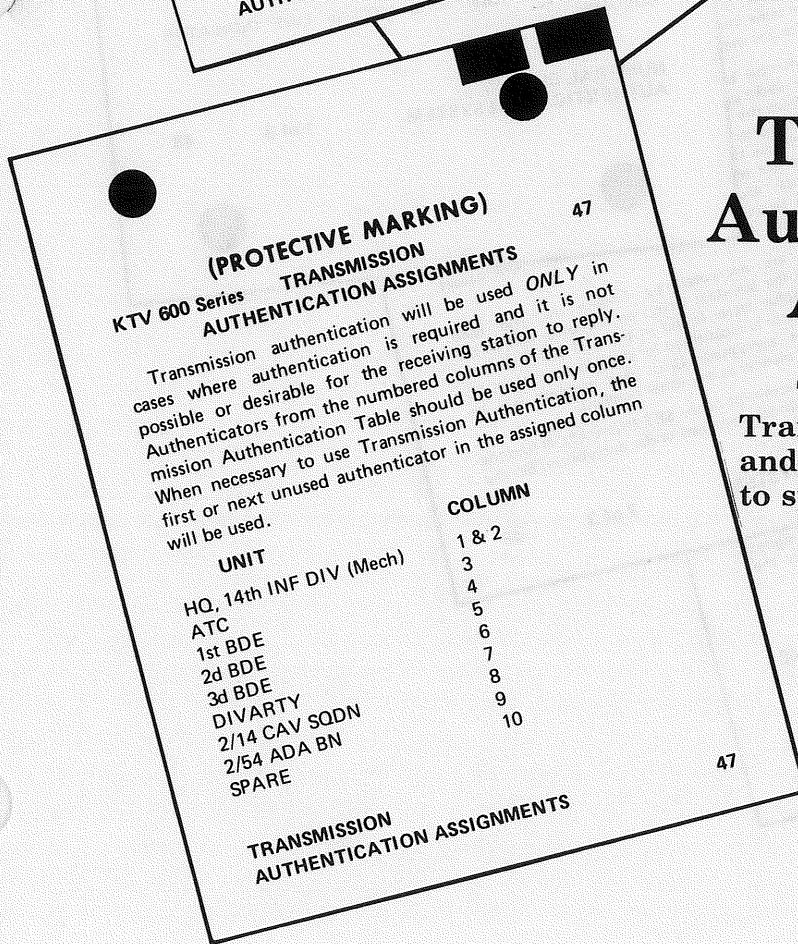 AUTH
(PROTECTIVE MARKING)
47
KTV 600 Series TRANSMISSION
AUTHENTICATION ASSIGNMENTS
Transmission authentication will be used ONLY in
cases where authentication is required and it is not
possible or desirable for the receiving station to reply.
Authenticators from the numbered columns of the Trans-
mission Authentication Table should be used only once.
When necessary to use Transmission Authentication, the
first or next unused authenticator in the assigned column
will be used.
UNIT COLUMN
HQ, 14th INF DIV (Mech) 1 & 2
ATC 3
1st BDE 4
2d BDE 5
3d BDE 6
DIVARTY 7
2/14 CAV SQDN 8
2/54 ADA BN 9
SPARE 10
47
TRANSMISSION
AUTHENTICATION ASSIGNMENTS
T
Au
Tra
and
to s